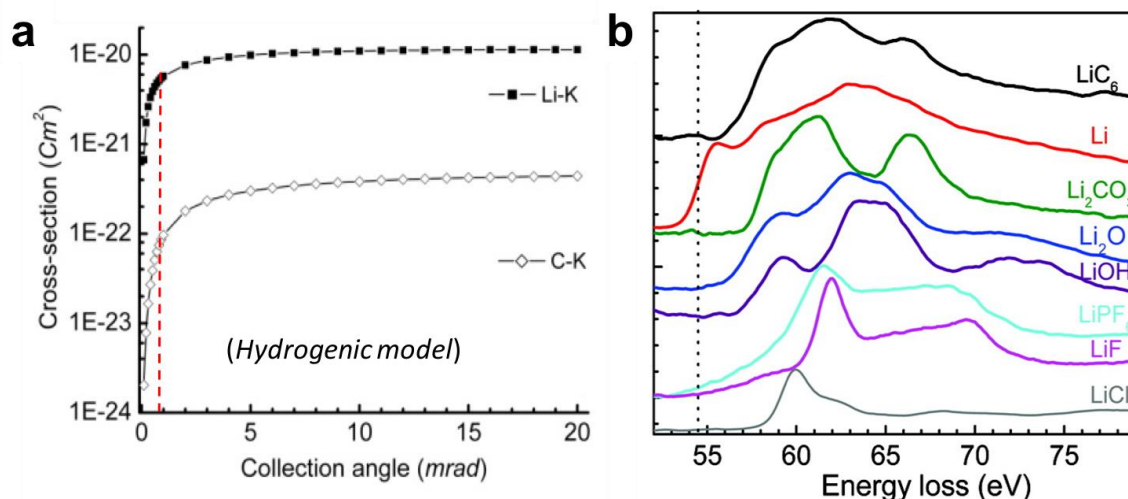 a
1E-20
1E-21
1E-22
1E-23
1E-24
Cross-section (Cm²)
Li-K
C-K
(Hydrogenic model)
0
5
10
15
20
Collection angle (mrad)
b
LiC₆
Li
Li₂CO₃
Li₂O
LiOH
LiPF₆
LiF
LiCl
55
60
65
70
75
Energy loss (eV)